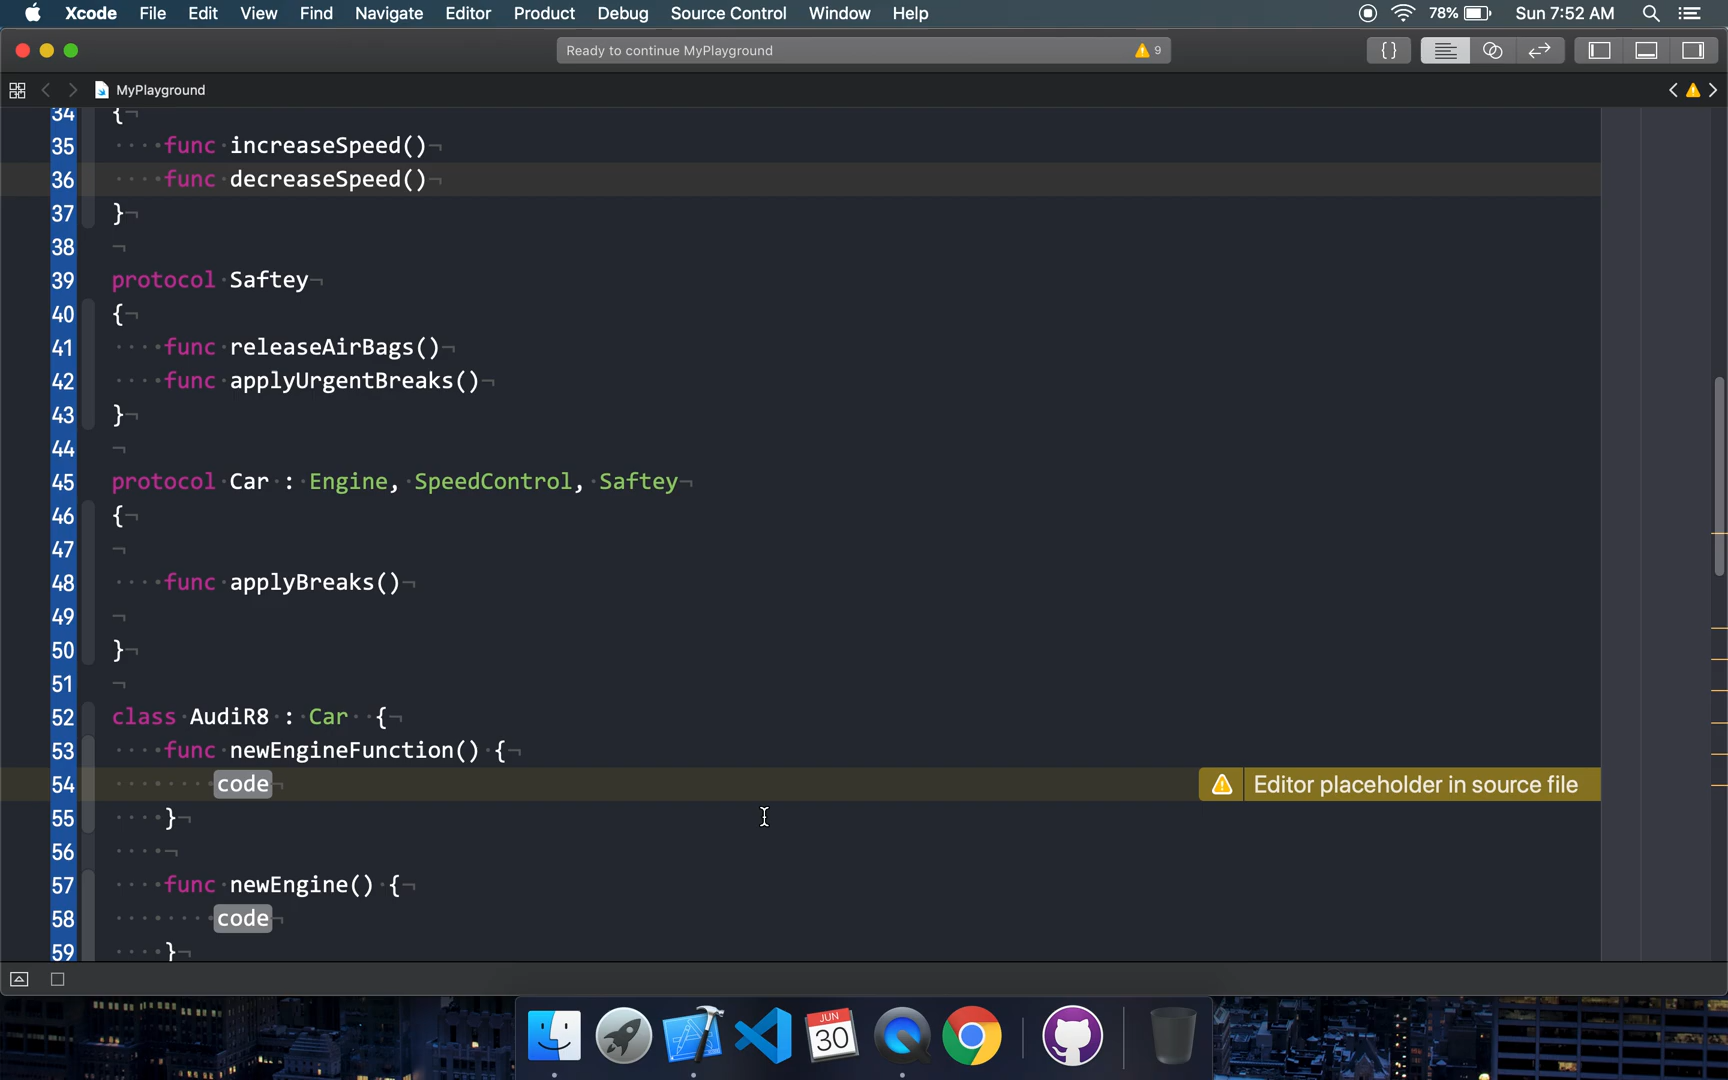 Xcode File Edit View Find Navigate Editor Product Debug Source Control Window Help 78% Sun 7:52 AM
Ready to continue MyPlayground 9 {}
MyPlayground
34 {
35 func increaseSpeed()
36 func decreaseSpeed()
37 }
38
39 protocol Saftey
40 {
41 func releaseAirBags()
42 func applyUrgentBreaks()
43 }
44
45 protocol Car : Engine, SpeedControl, Saftey
46 {
47
48 func applyBreaks()
49
50 }
51
52 class AudiR8 : Car {
53 func newEngineFunction() {
54 code Editor placeholder in source file
55 }
56
57 func newEngine() {
58 code
59 }
JUN
30